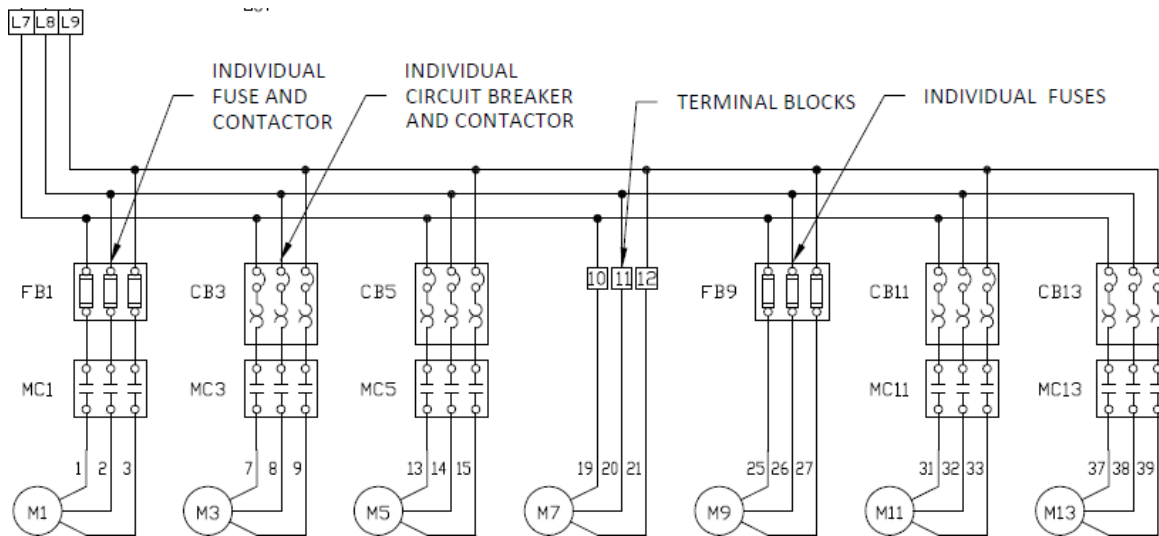 L7 L8 L9
INDIVIDUAL
FUSE AND
CONTACTOR
INDIVIDUAL
CIRCUIT BREAKER
AND CONTACTOR
TERMINAL BLOCKS
INDIVIDUAL FUSES
FB1
CB3
CB5
10 11 12
FB9
CB11
CB13
MC1
MC3
MC5
MC11
MC13
1 2 3
7 8 9
13 14 15
19 20 21
25 26 27
31 32 33
37 38 39
M1
M3
M5
M7
M9
M11
M13